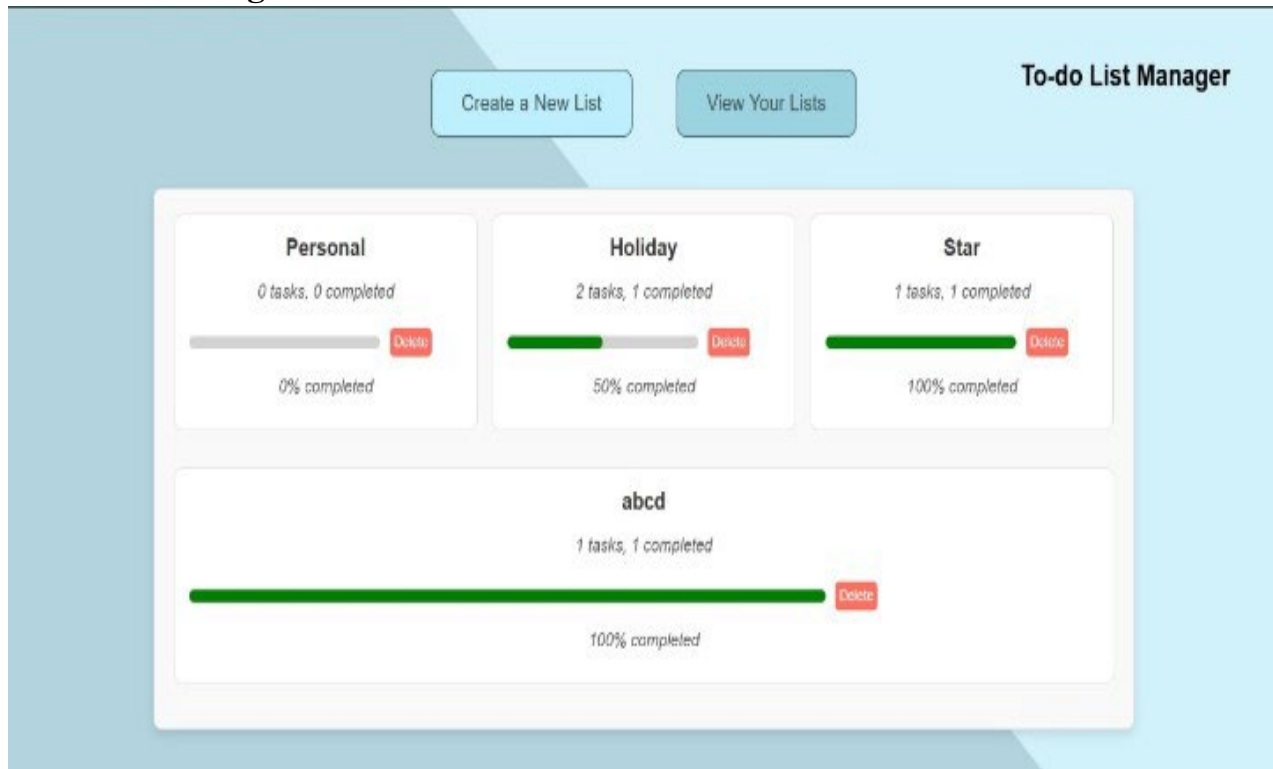 Create a New List
View Your Lists
To-do List Manager
Personal
0 tasks, 0 completed
Delete
0% completed
Holiday
2 tasks, 1 completed
Delete
50% completed
Star
1 tasks, 1 completed
Delete
100% completed
abcd
1 tasks, 1 completed
Delete
100% completed